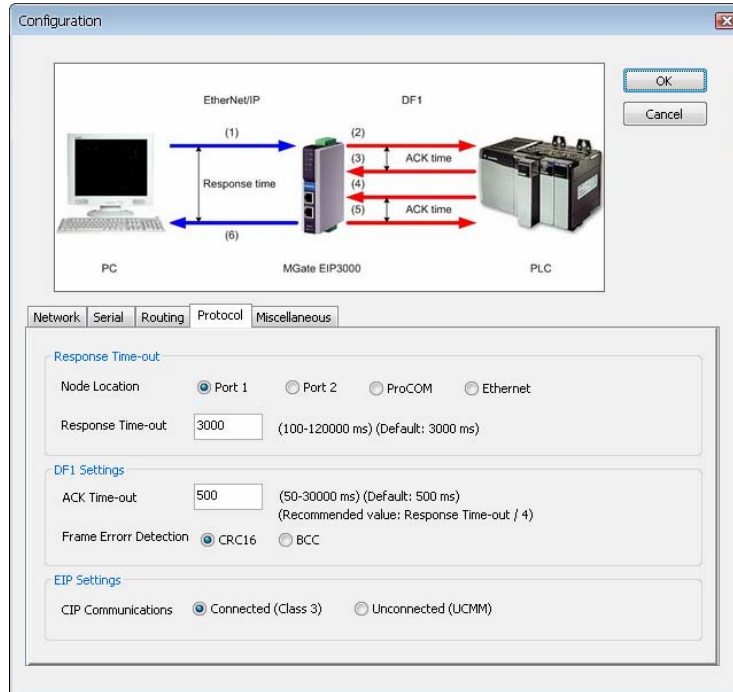 Configuration
OK
Cancel
EtherNet/IP DF1
(1) (2)
(3) ACK time
Response time (4)
(5) ACK time
(6)
PC MGate EIP3000 PLC
Network Serial Routing Protocol Miscellaneous
Response Time-out
Node Location Port 1 Port 2 ProCOM Ethernet
Response Time-out 3000 (100-120000 ms) (Default: 3000 ms)
DF1 Settings
ACK Time-out 500 (50-30000 ms) (Default: 500 ms)
(Recommended value: Response Time-out / 4)
Frame Errorr Detection CRC16 BCC
EIP Settings
CIP Communications Connected (Class 3) Unconnected (UCMM)